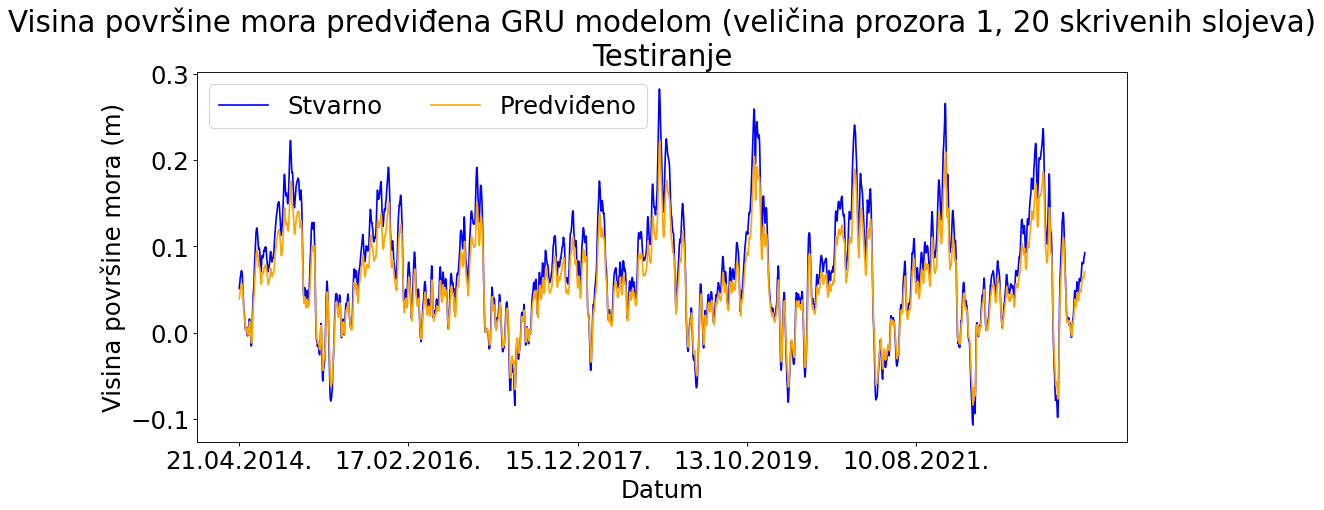 Visina površine mora predviđena GRU modelom (veličina prozora 1, 20 skrivenih slojeva)
Testiranje
Stvarno Predviđeno
Visina površine mora (m)
0.3
0.2
0.1
0.0
−0.1
21.04.2014. 17.02.2016. 15.12.2017. 13.10.2019. 10.08.2021.
Datum